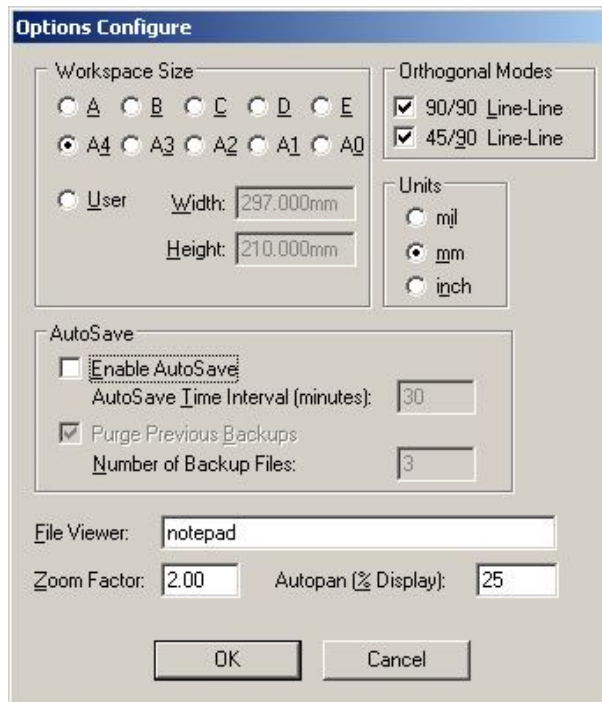 Options Configure
Workspace Size
A B C D E
A4 A3 A2 A1 A0
User Width: 297.000mm
Height: 210.000mm
Orthogonal Modes
90/90 Line-Line
45/90 Line-Line
Units
mil
mm
inch
AutoSave
Enable AutoSave
AutoSave Time Interval (minutes): 30
Purge Previous Backups
Number of Backup Files: 3
File Viewer: notepad
Zoom Factor: 2.00 Autopan (% Display): 25
OK Cancel